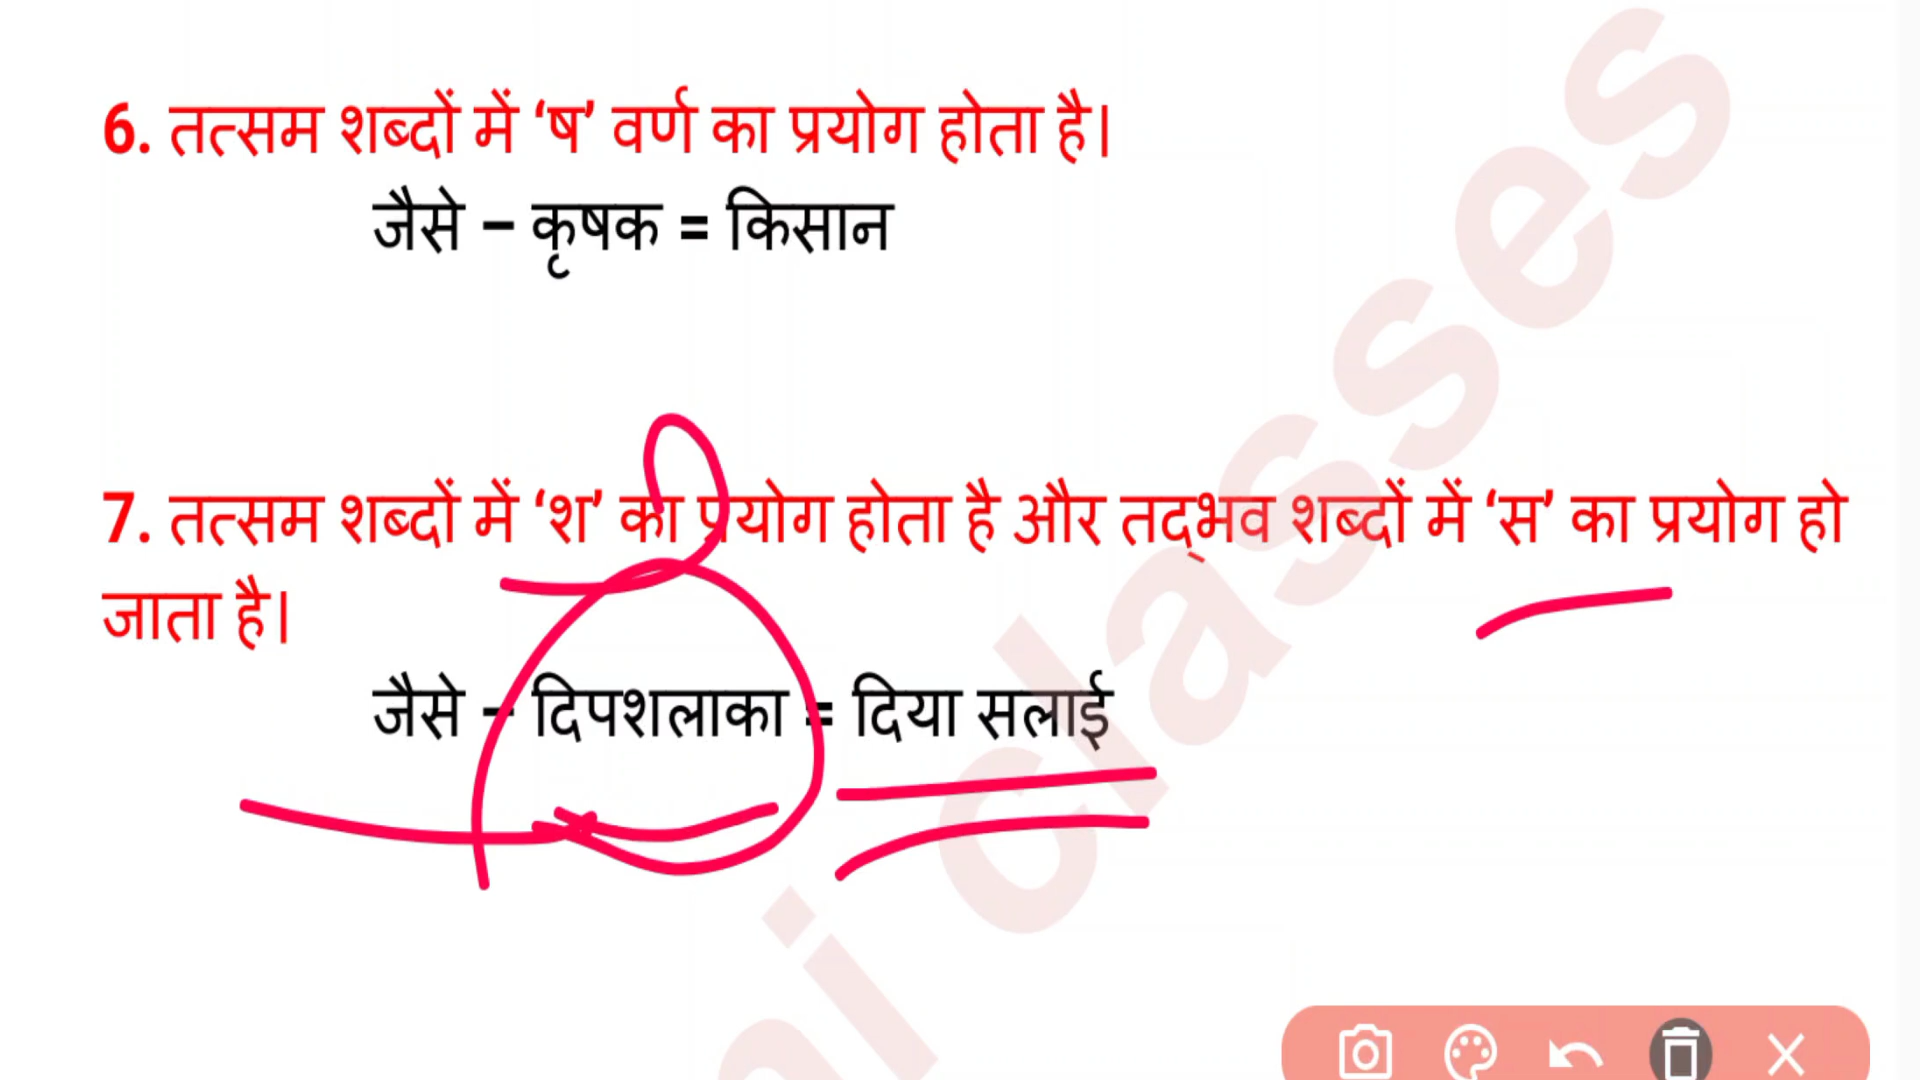 6. तत्सम शब्दों में ‘ष’ वर्ण का प्रयोग होता है।
जैसे – कृषक = किसान
7. तत्सम शब्दों में ‘श’ का प्रयोग होता है और तद्भव शब्दों में ‘स’ का प्रयोग हो
जाता है।
जैसे – दिपशलाका = दिया सलाई
classes